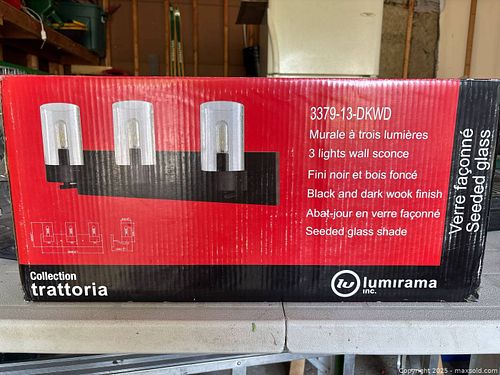 3379-13-DKWD
Murale à trois lumières
3 lights wall sconce
Fini noir et bois foncé
Black and dark wook finish
Abat-jour en verre façonné
Seeded glass shade
Verre façonné
Seeded glass
Collection
trattoria
lumirama
INC.
Copyright 2025 - maxsold.com